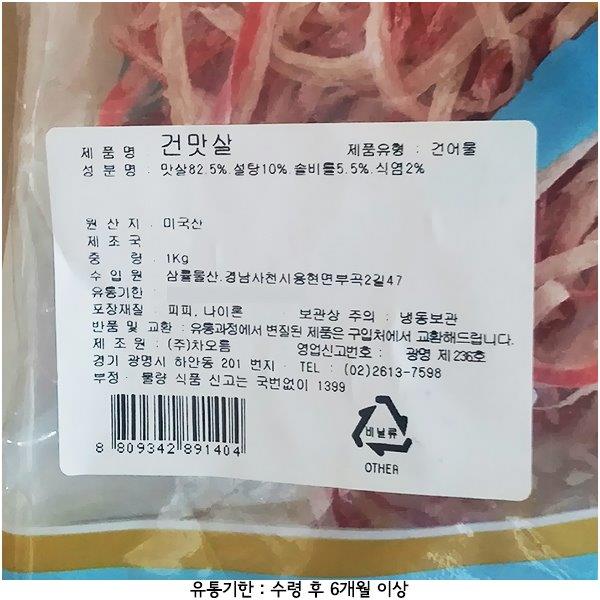 제 품 명 : 건맛살 제품유형 : 건어물
성 분 명 : 맛살82.5%.설탕10%.솔비톨5.5%.식염2%
원 산 지 : 미국산
제 조 국
중 량 : 1Kg
수 입 원 : 삼률물산.경남사천시용현면부곡2길47
유통기한 :
포장재질 : 피피, 나이론 보관상 주의 : 냉동보관
반품 및 교환 : 유통과정에서 변질된 제품은 구입처에서 교환해드립니다.
제 조 원 : (주)차오름 영업신고번호 : 광명 제 236호
경기 광명시 하안동 201 번지 · TEL : (02)2613-7598
부정 · 물량 식품 신고는 국번없이 1399
8 809342 891404
비닐류
OTHER
유통기한 : 수령 후 6개월 이상